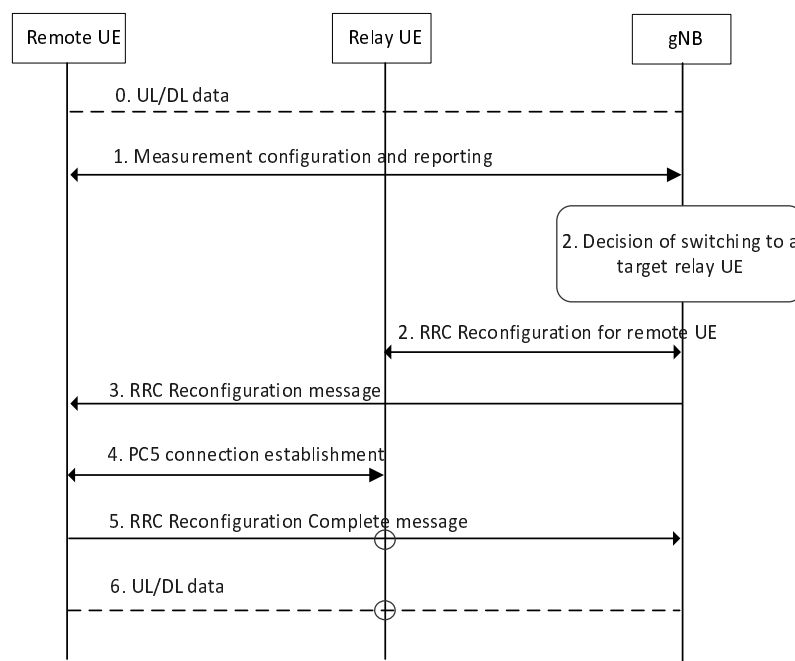 Remote UE
Relay UE
gNB
0. UL/DL data
1. Measurement configuration and reporting
2. Decision of switching to a
target relay UE
2. RRC Reconfiguration for remote UE
3. RRC Reconfiguration message
4. PC5 connection establishment
5. RRC Reconfiguration Complete message
6. UL/DL data